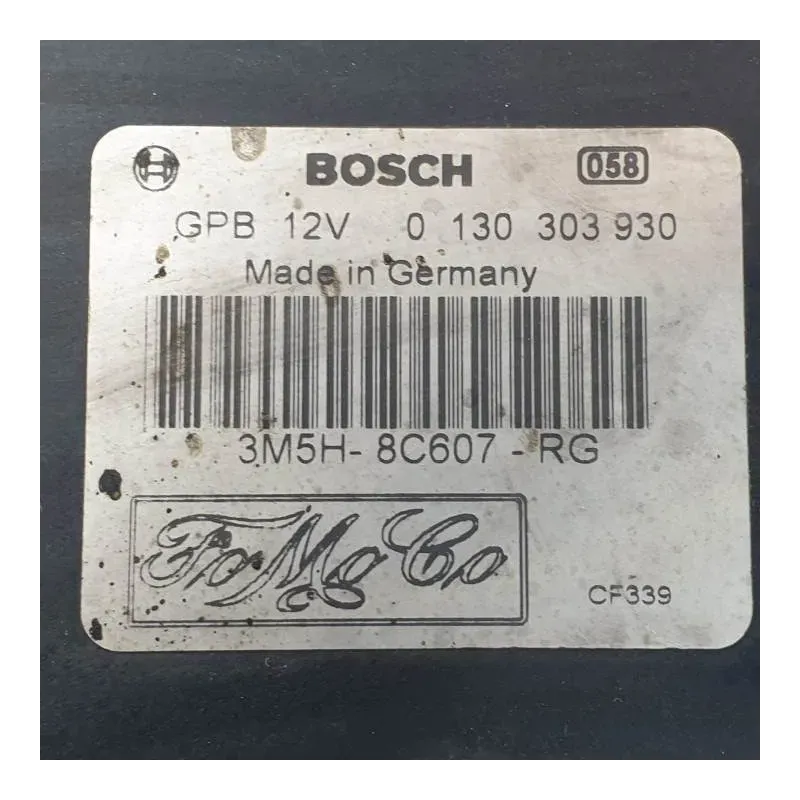 BOSCH 058
GPB 12V 0 130 303 930
Made in Germany
3M5H-8C607-RG
FoMoCo
CF339